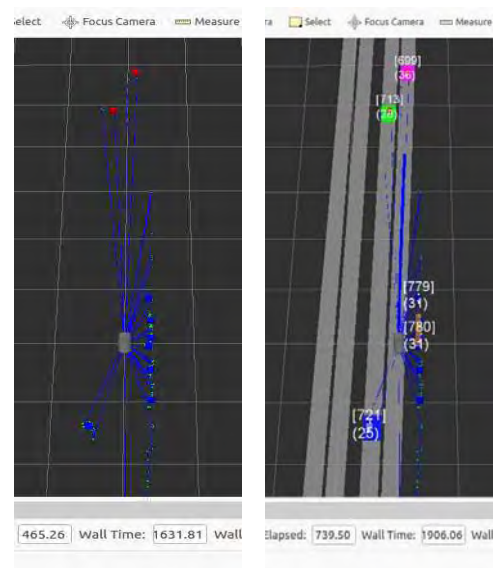 elect Focus Camera Measure
ra Select Focus Camera Measure
[699]
(36)
[713]
[779]
(31)
[780]
(31)
[721]
(25)
465.26 Wall Time: 1631.81 Wall
Elapsed: 739.50 Wall Time: 1906.06 Wall